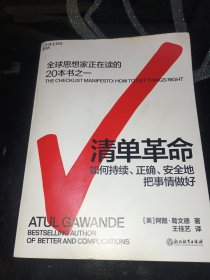 全球思想家正在读的
20本书之一
THE CHECKLIST MANIFESTO: HOW TO GET THINGS RIGHT
清单革命
如何持续、正确、安全地
把事情做好
ATUL GAWANDE
BESTSELLING AUTHOR
OF BETTER AND COMPLICATIONS
[美] 阿图·葛文德 著
王佳艺 译
浙江教育出版社